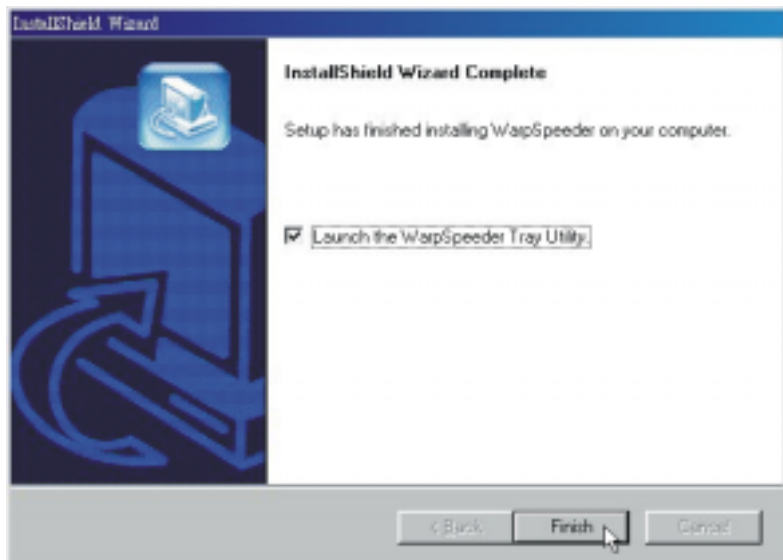 InstallShield Wizard
InstallShield Wizard Complete
Setup has finished installing WarpSpeeder on your computer.
Launch the WarpSpeeder Tray Utility.
< Back
Finish
Cancel